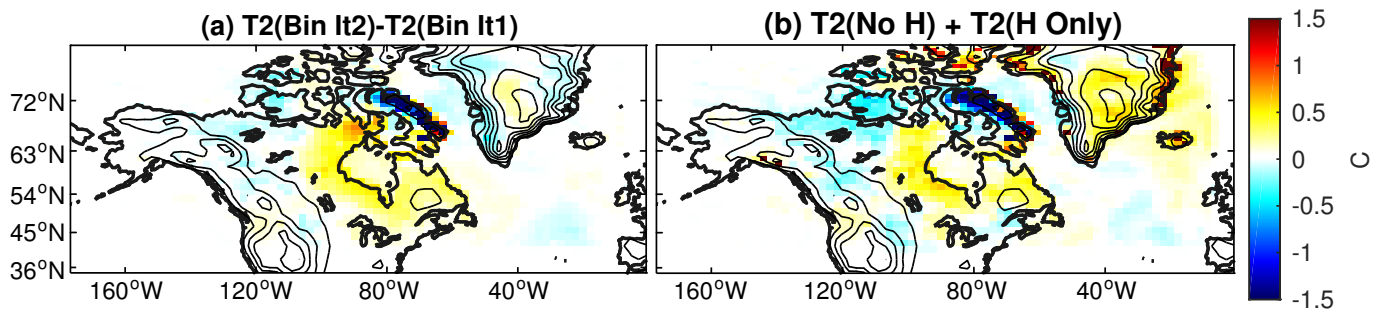 (a) T2(Bin It2)-T2(Bin It1)
(b) T2(No H) + T2(H Only)
72°N
63°N
54°N
45°N
36°N
160°W 120°W 80°W 40°W
160°W 120°W 80°W 40°W
1.5
1
0.5
0
-0.5
-1
-1.5
C